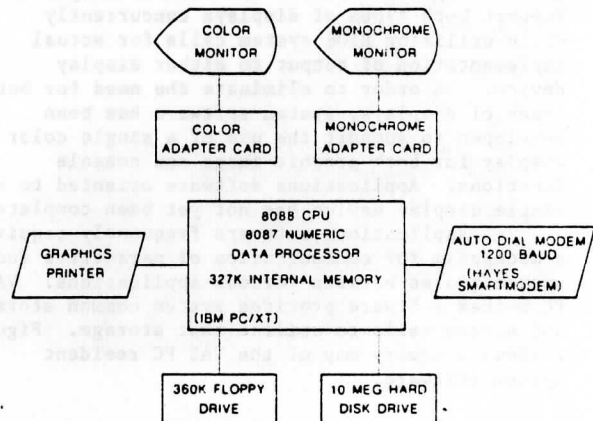 COLOR
MONITOR
MONOCHROME
MONITOR
COLOR
ADAPTER CARD
MONOCHROME
ADAPTER CARD
GRAPHICS
PRINTER
8088 CPU
8087 NUMERIC
DATA PROCESSOR
327K INTERNAL MEMORY
(IBM PC/XT)
AUTO DIAL MODEM
1200 BAUD
(HAYES
SMARTMODEM)
360K FLOPPY
DRIVE
10 MEG HARD
DISK DRIVE